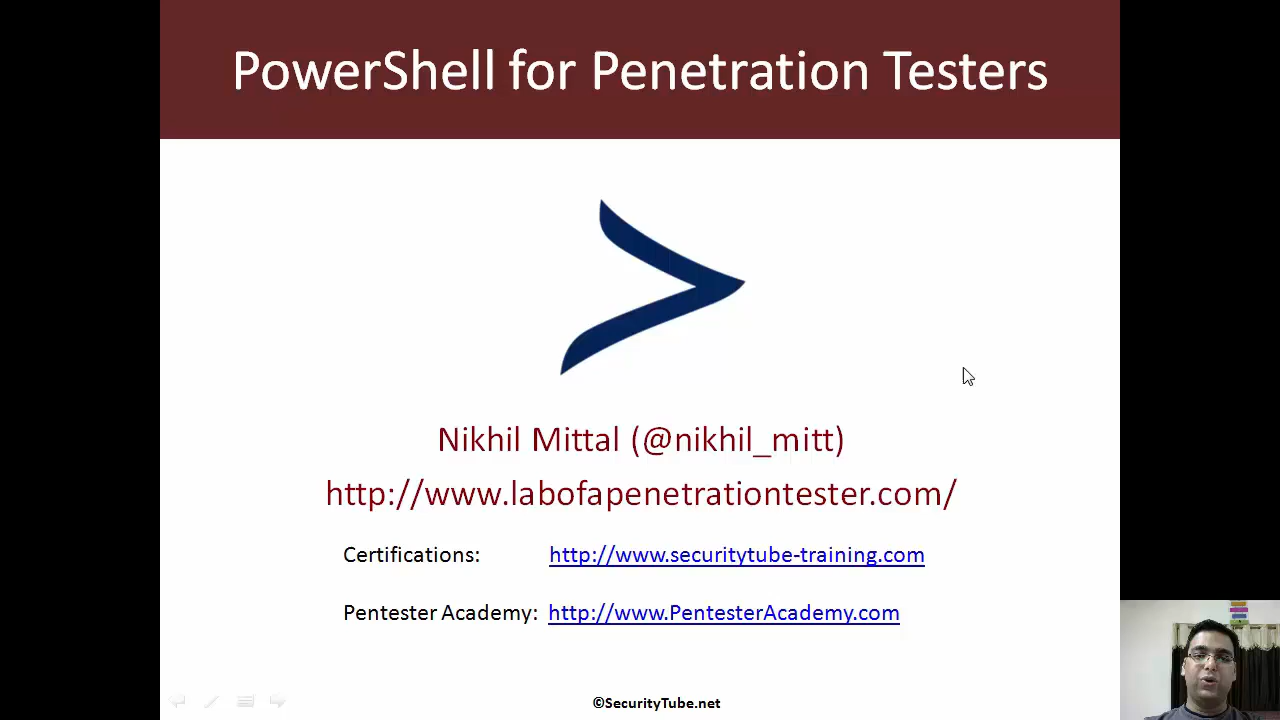 PowerShell for Penetration Testers
Nikhil Mittal (@nikhil_mitt)
http://www.labofapenetrationtester.com/
Certifications: http://www.securitytube-training.com
Pentester Academy: http://www.PentesterAcademy.com
©SecurityTube.net